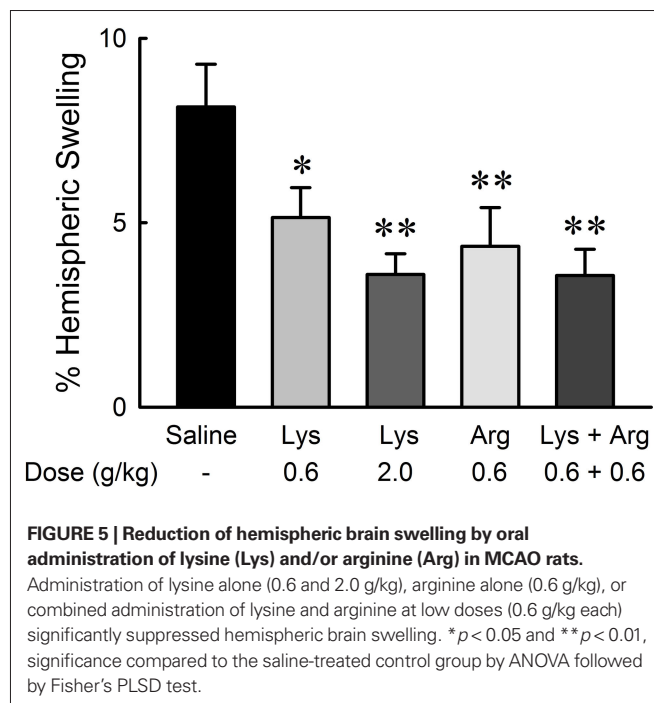 10
% Hemispheric Swelling
*
**
**
**
5
0
Saline Lys Lys Arg Lys + Arg
Dose (g/kg) - 0.6 2.0 0.6 0.6 + 0.6
FIGURE 5 | Reduction of hemispheric brain swelling by oral
administration of lysine (Lys) and/or arginine (Arg) in MCAO rats.
Administration of lysine alone (0.6 and 2.0 g/kg), arginine alone (0.6 g/kg), or
combined administration of lysine and arginine at low doses (0.6 g/kg each)
significantly suppressed hemispheric brain swelling. *p < 0.05 and **p < 0.01,
significance compared to the saline-treated control group by ANOVA followed
by Fisher's PLSD test.